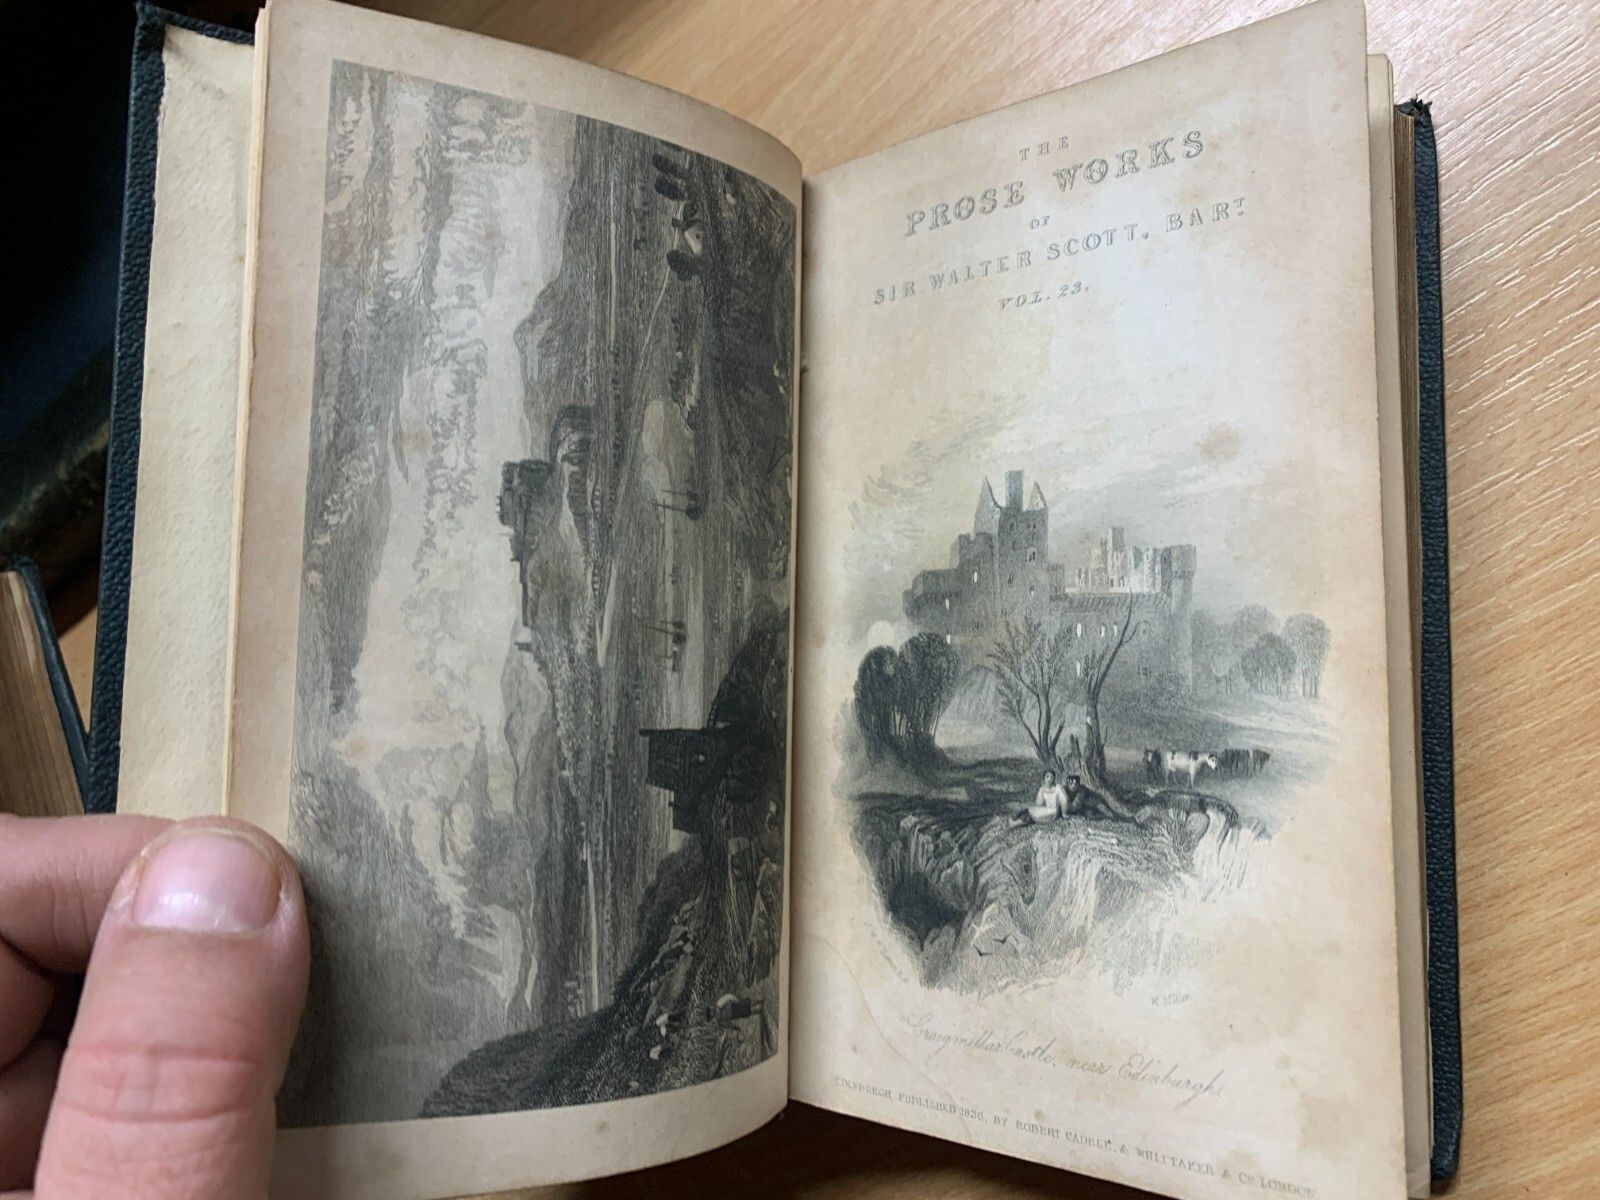 THE
PROSE WORKS
OF
SIR WALTER SCOTT, BART
VOL. 23.
W. Miller.
Craigmillar Castle, near Edinburgh.
EDINBURGH, PUBLISHED 1836, BY ROBERT CADELL, & WHITTAKER & Co LONDON.